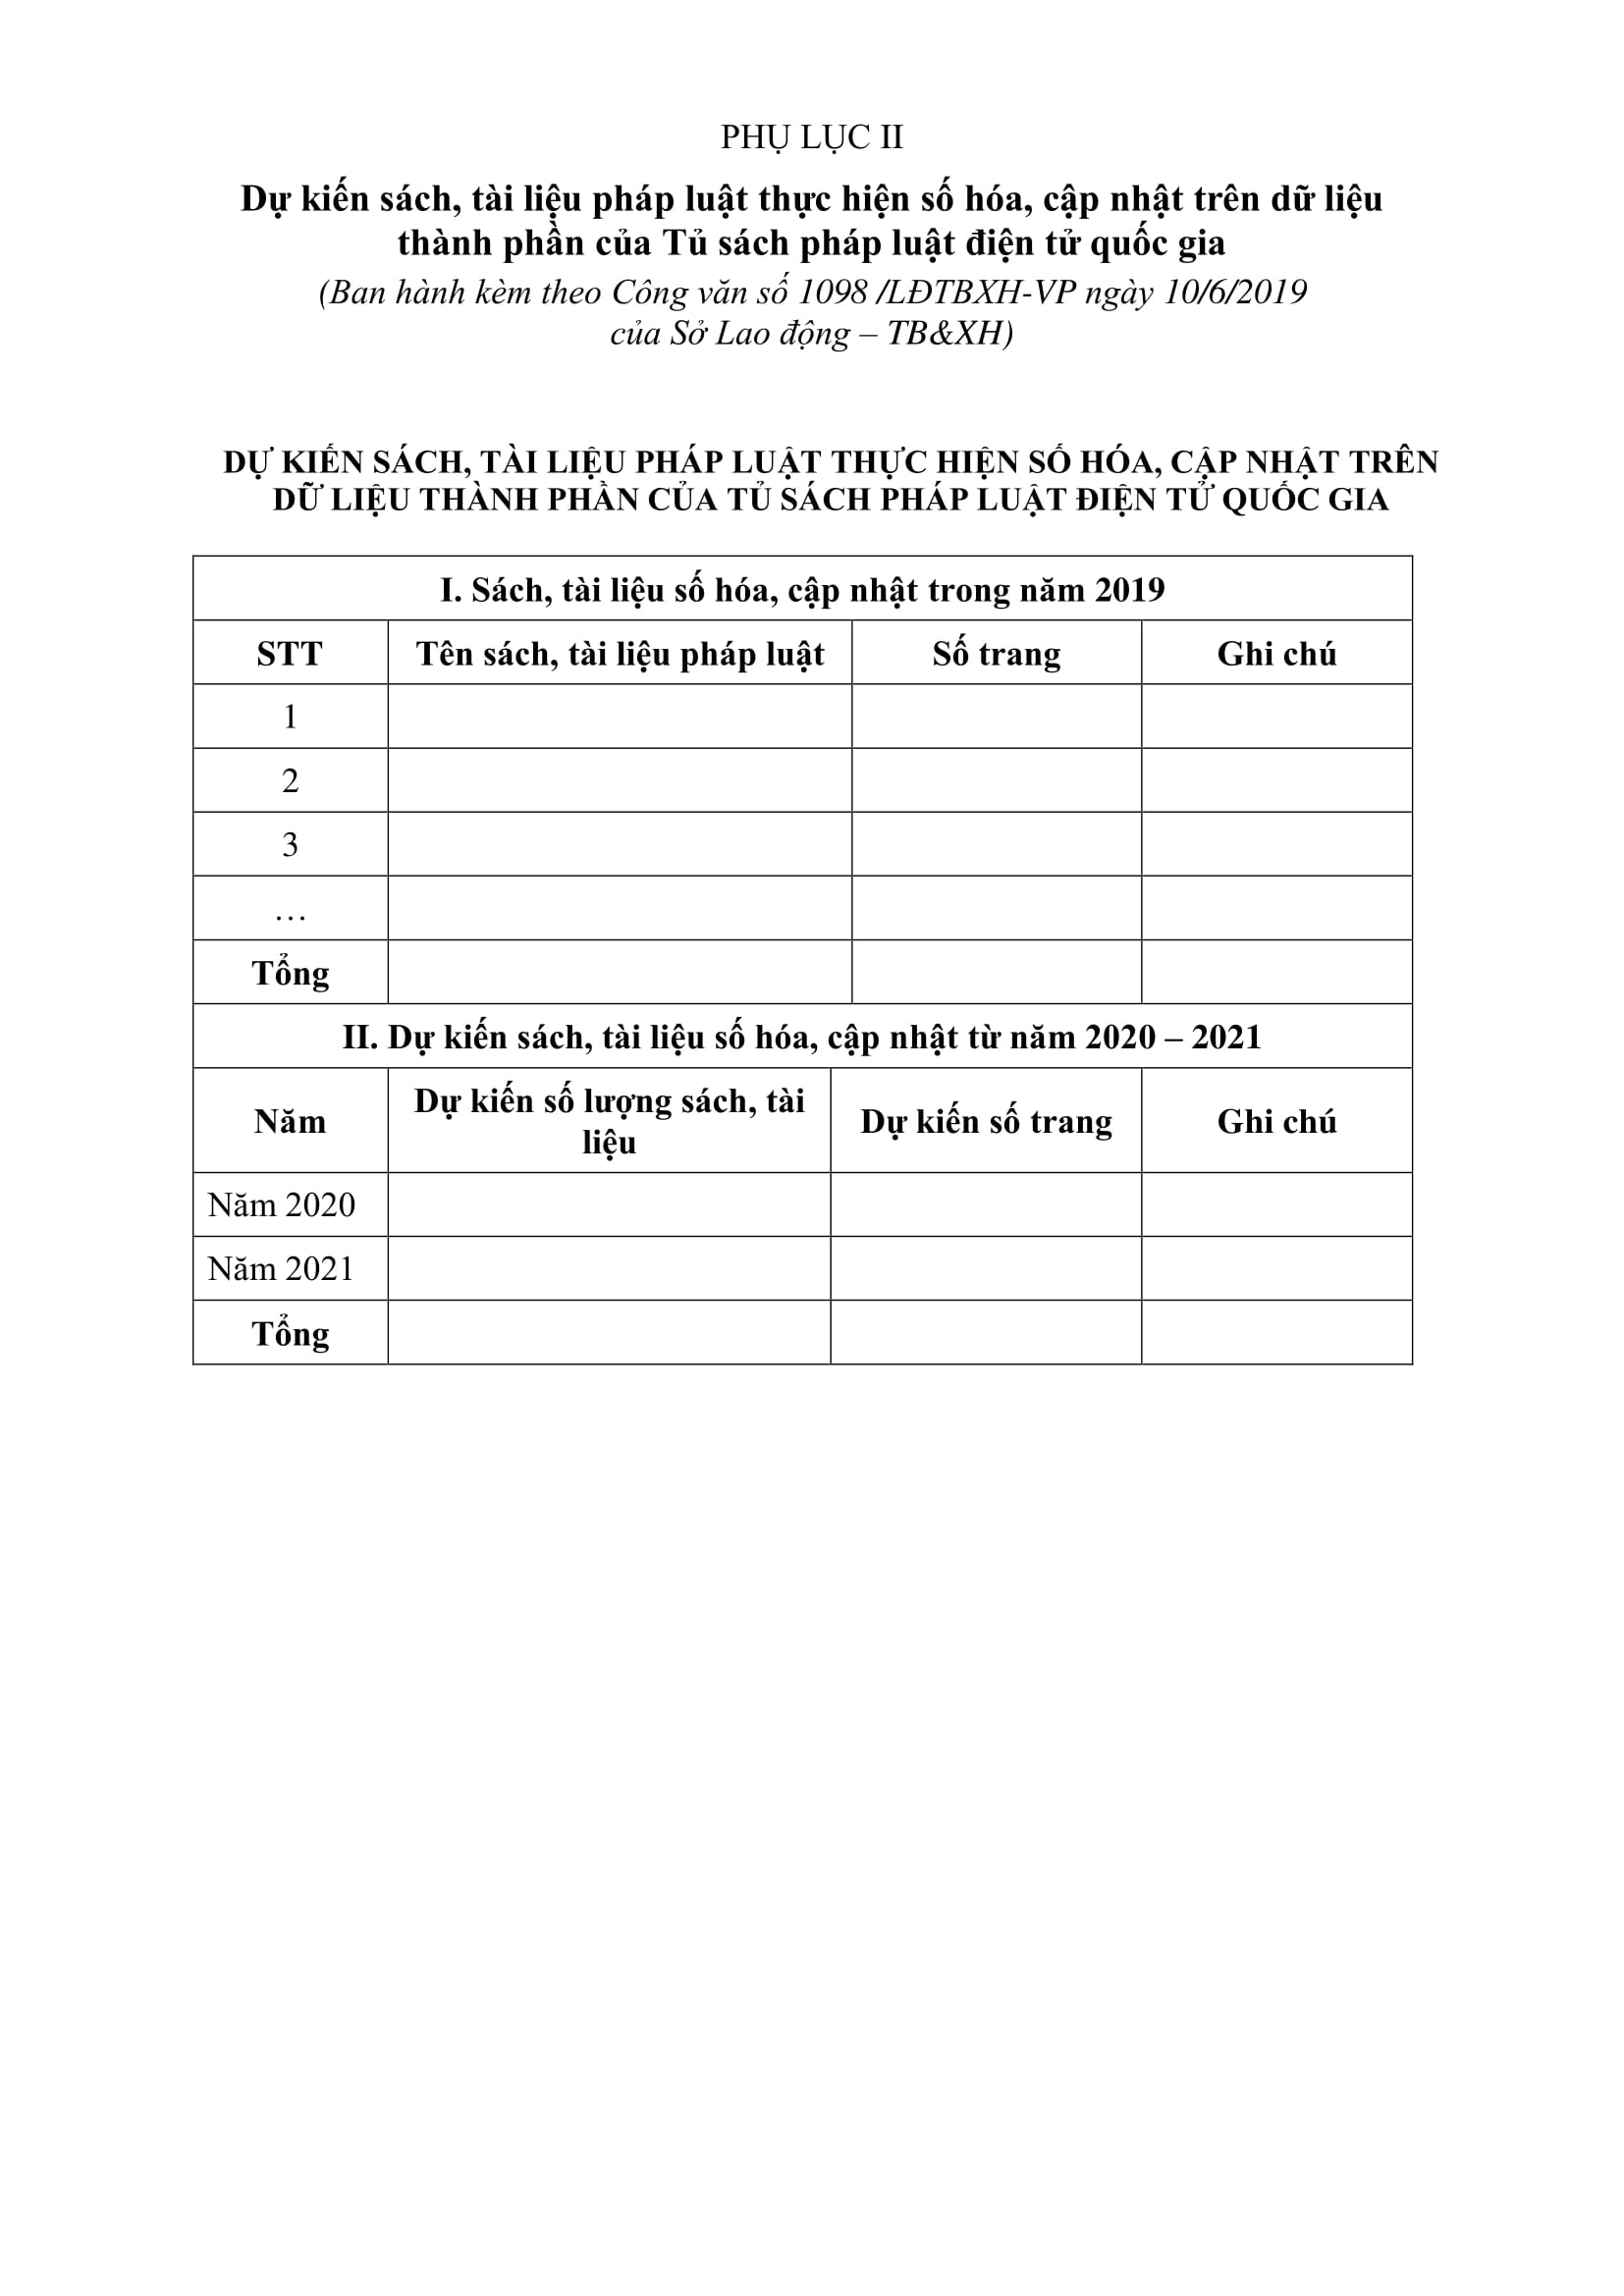 PHỤ LỤC II
Dự kiến sách, tài liệu pháp luật thực hiện số hóa, cập nhật trên dữ liệu
thành phần của Tủ sách pháp luật điện tử quốc gia
(Ban hành kèm theo Công văn số 1098 /LĐTBXH-VP ngày 10/6/2019
của Sở Lao động – TB&XH)
DỰ KIẾN SÁCH, TÀI LIỆU PHÁP LUẬT THỰC HIỆN SỐ HÓA, CẬP NHẬT TRÊN
DỮ LIỆU THÀNH PHẦN CỦA TỦ SÁCH PHÁP LUẬT ĐIỆN TỬ QUỐC GIA
I. Sách, tài liệu số hóa, cập nhật trong năm 2019
STT Tên sách, tài liệu pháp luật Số trang Ghi chú
1
2
3
…
Tổng
II. Dự kiến sách, tài liệu số hóa, cập nhật từ năm 2020 – 2021
Năm Dự kiến số lượng sách, tài
liệu Dự kiến số trang Ghi chú
Năm 2020
Năm 2021
Tổng